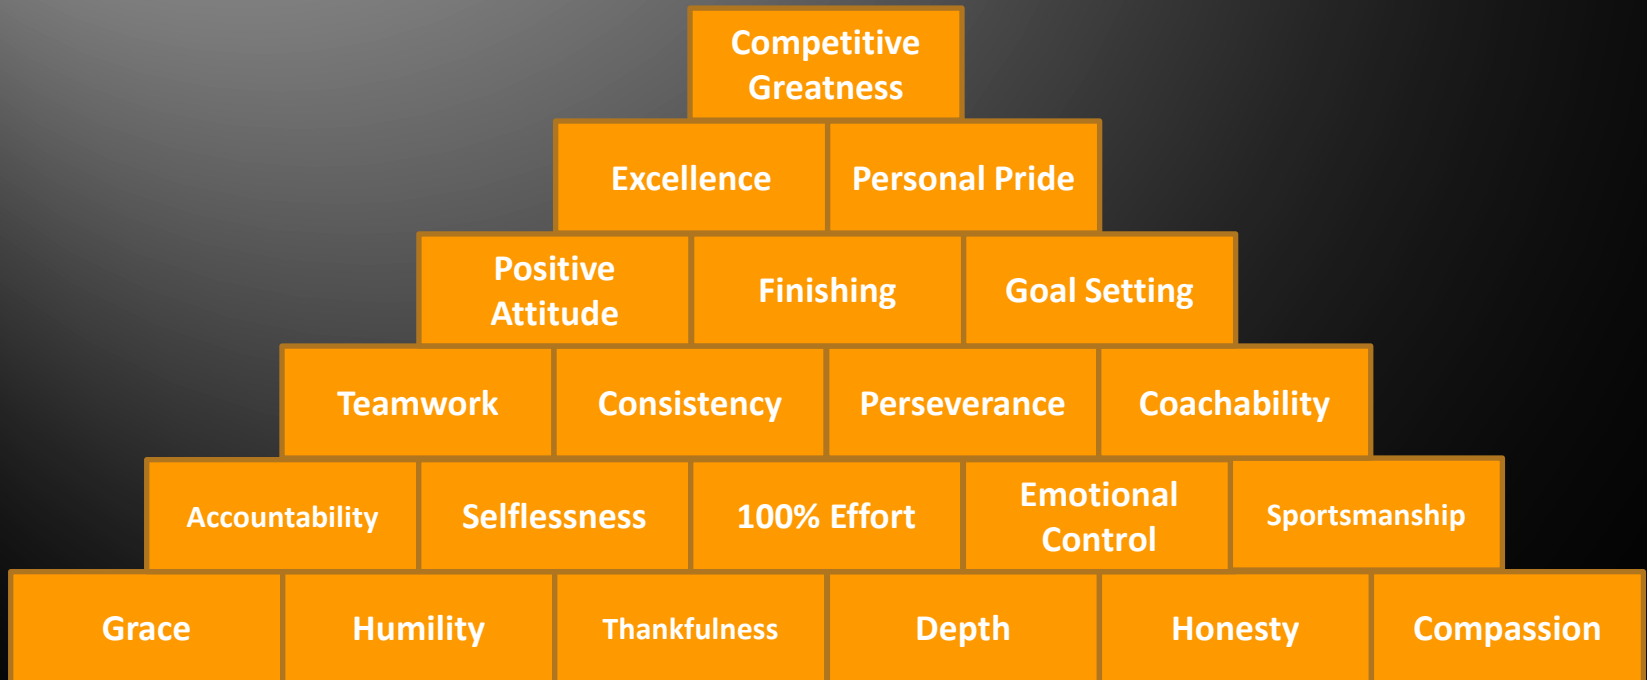 Competitive
Greatness
Excellence Personal Pride
Positive
Attitude
Finishing
Goal Setting
Teamwork Consistency Perseverance Coachability
Accountability Selflessness 100% Effort
Emotional
Control
Sportsmanship
Grace Humility Thankfulness Depth Honesty Compassion